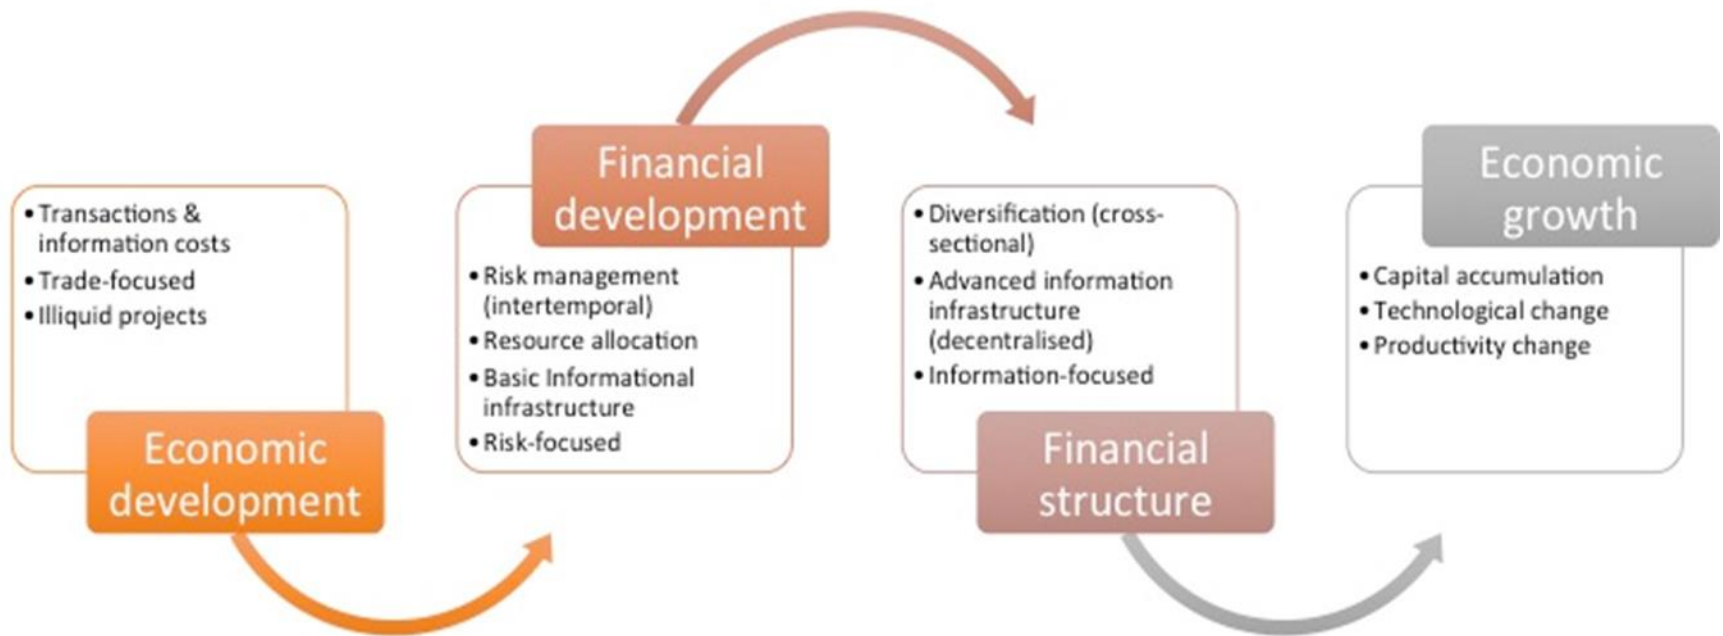 • Transactions &
information costs
• Trade-focused
• Illiquid projects
Economic
development
Financial
development
• Risk management
(intertemporal)
• Resource allocation
• Basic Informational
infrastructure
• Risk-focused
• Diversification (cross-
sectional)
• Advanced information
infrastructure
(decentralised)
• Information-focused
Financial
structure
Economic
growth
• Capital accumulation
• Technological change
• Productivity change